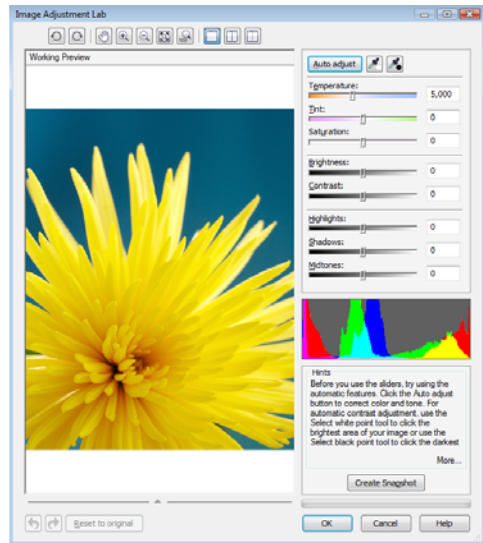 Image Adjustment Lab
Working Preview
Auto adjust
Temperature:
5,000
Tint:
0
Saturation:
0
Brightness:
0
Contrast:
0
Highlights:
0
Shadows:
0
Midtones:
0
Hints
Before you use the sliders, try using the
automatic features. Click the Auto adjust
button to correct color and tone. For
automatic contrast adjustment, use the
Select white point tool to click the
brightest area of your image or use the
Select black point tool to click the darkest
More...
Create Snapshot
Reset to original
OK Cancel Help